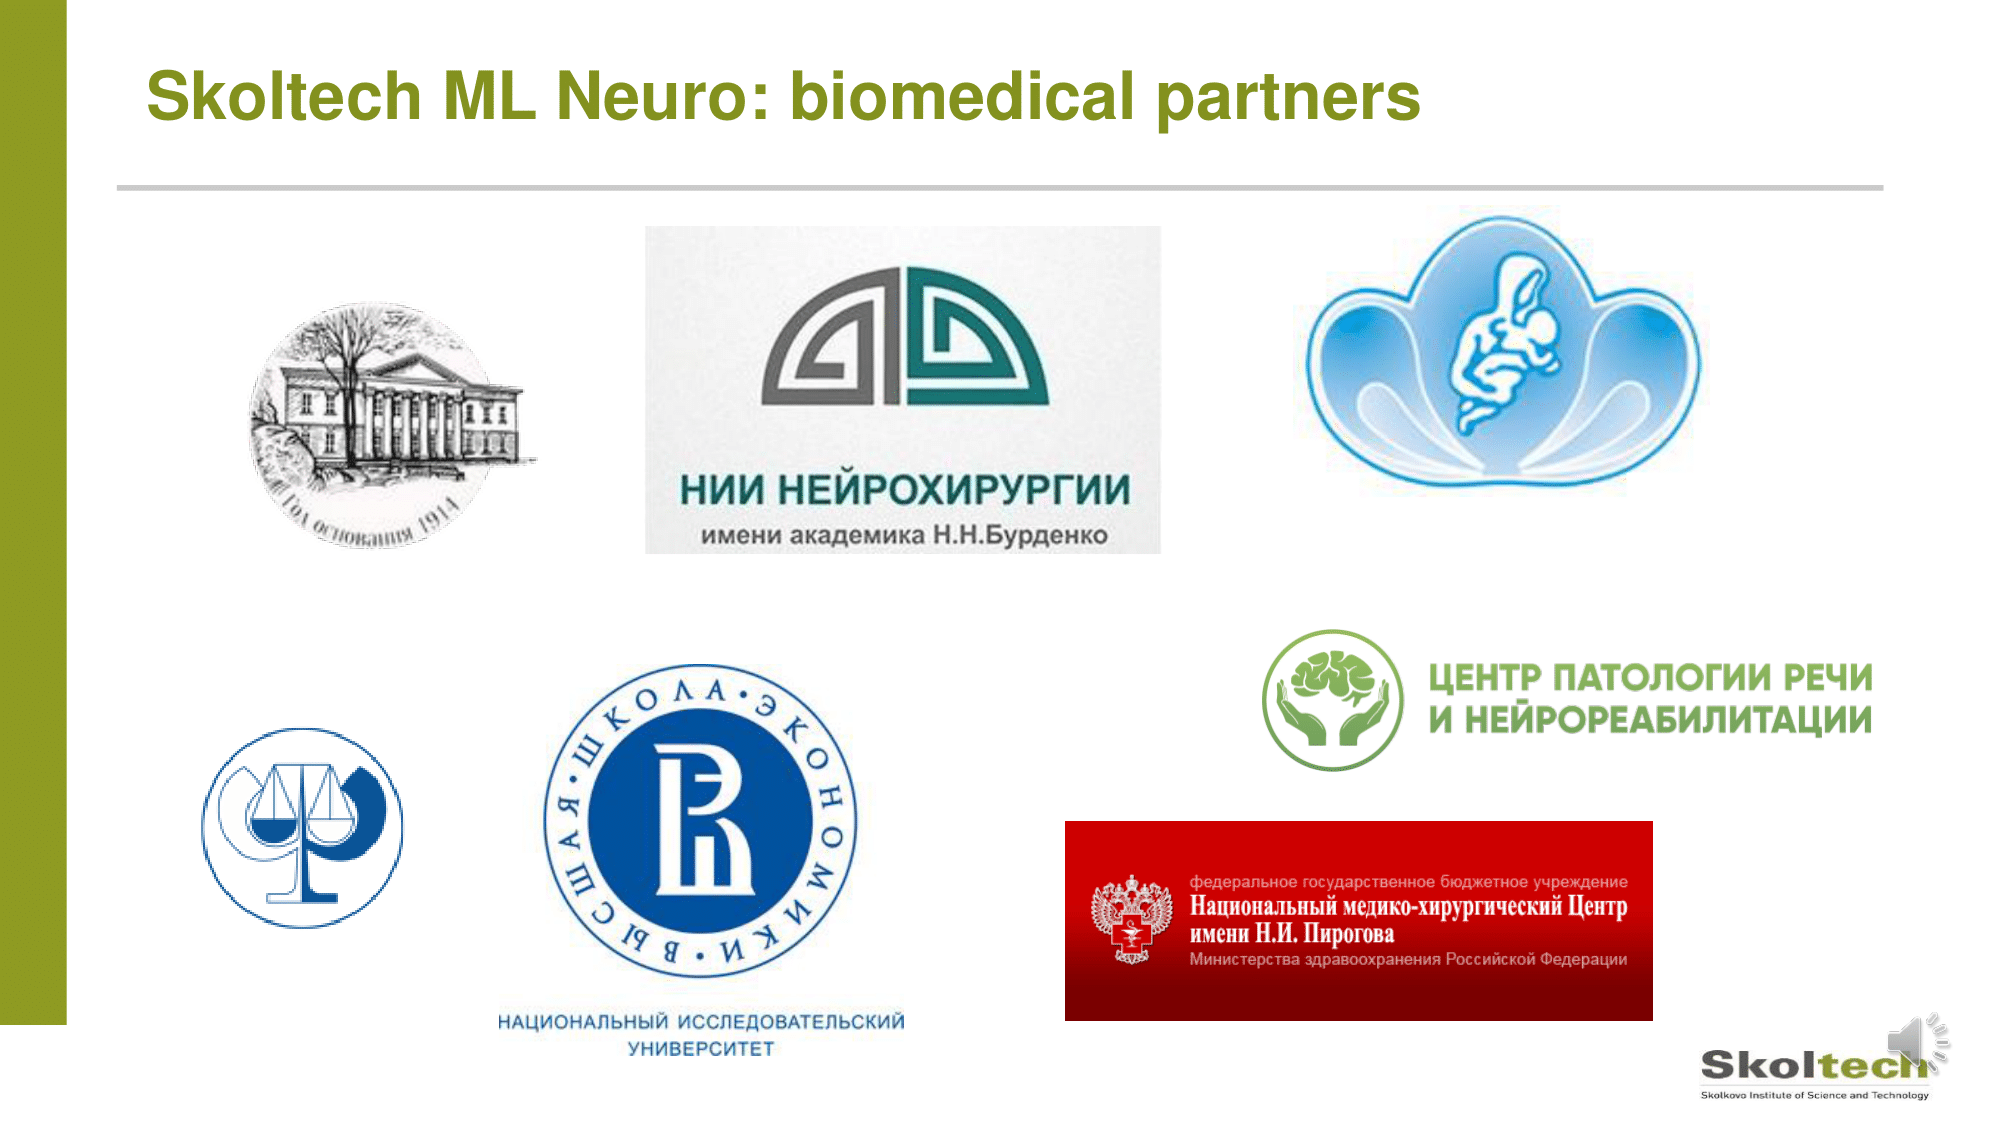 Skoltech ML Neuro: biomedical partners
Год основания 1914
НИИ НЕЙРОХИРУРГИИ
имени академика Н.Н.Бурденко
ЦЕНТР ПАТОЛОГИИ РЕЧИ
И НЕЙРОРЕАБИЛИТАЦИИ
ВЫСШАЯ • ШКОЛА • ЭКОНОМИКИ •
НАЦИОНАЛЬНЫЙ ИССЛЕДОВАТЕЛЬСКИЙ
УНИВЕРСИТЕТ
федеральное государственное бюджетное учреждение
Национальный медико-хирургический Центр
имени Н.И. Пирогова
Министерства здравоохранения Российской Федерации
Skoltech
Skolkovo Institute of Science and Technology